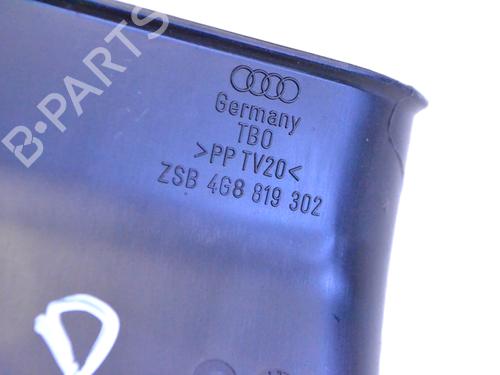 B-PARTS
Germany
TBO
>PP TV20<
ZSB 4G8 819 302
D